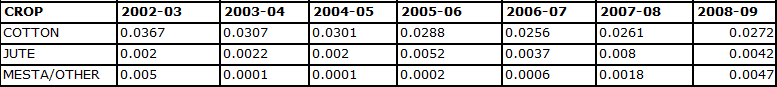 CROP 2002-03 2003-04 2004-05 2005-06 2006-07 2007-08 2008-09
COTTON 0.0367 0.0307 0.0301 0.0288 0.0256 0.0261 0.0272
JUTE 0.002 0.0022 0.002 0.0052 0.0037 0.008 0.0042
MESTA/OTHER 0.005 0.0001 0.0001 0.0002 0.0006 0.0018 0.0047